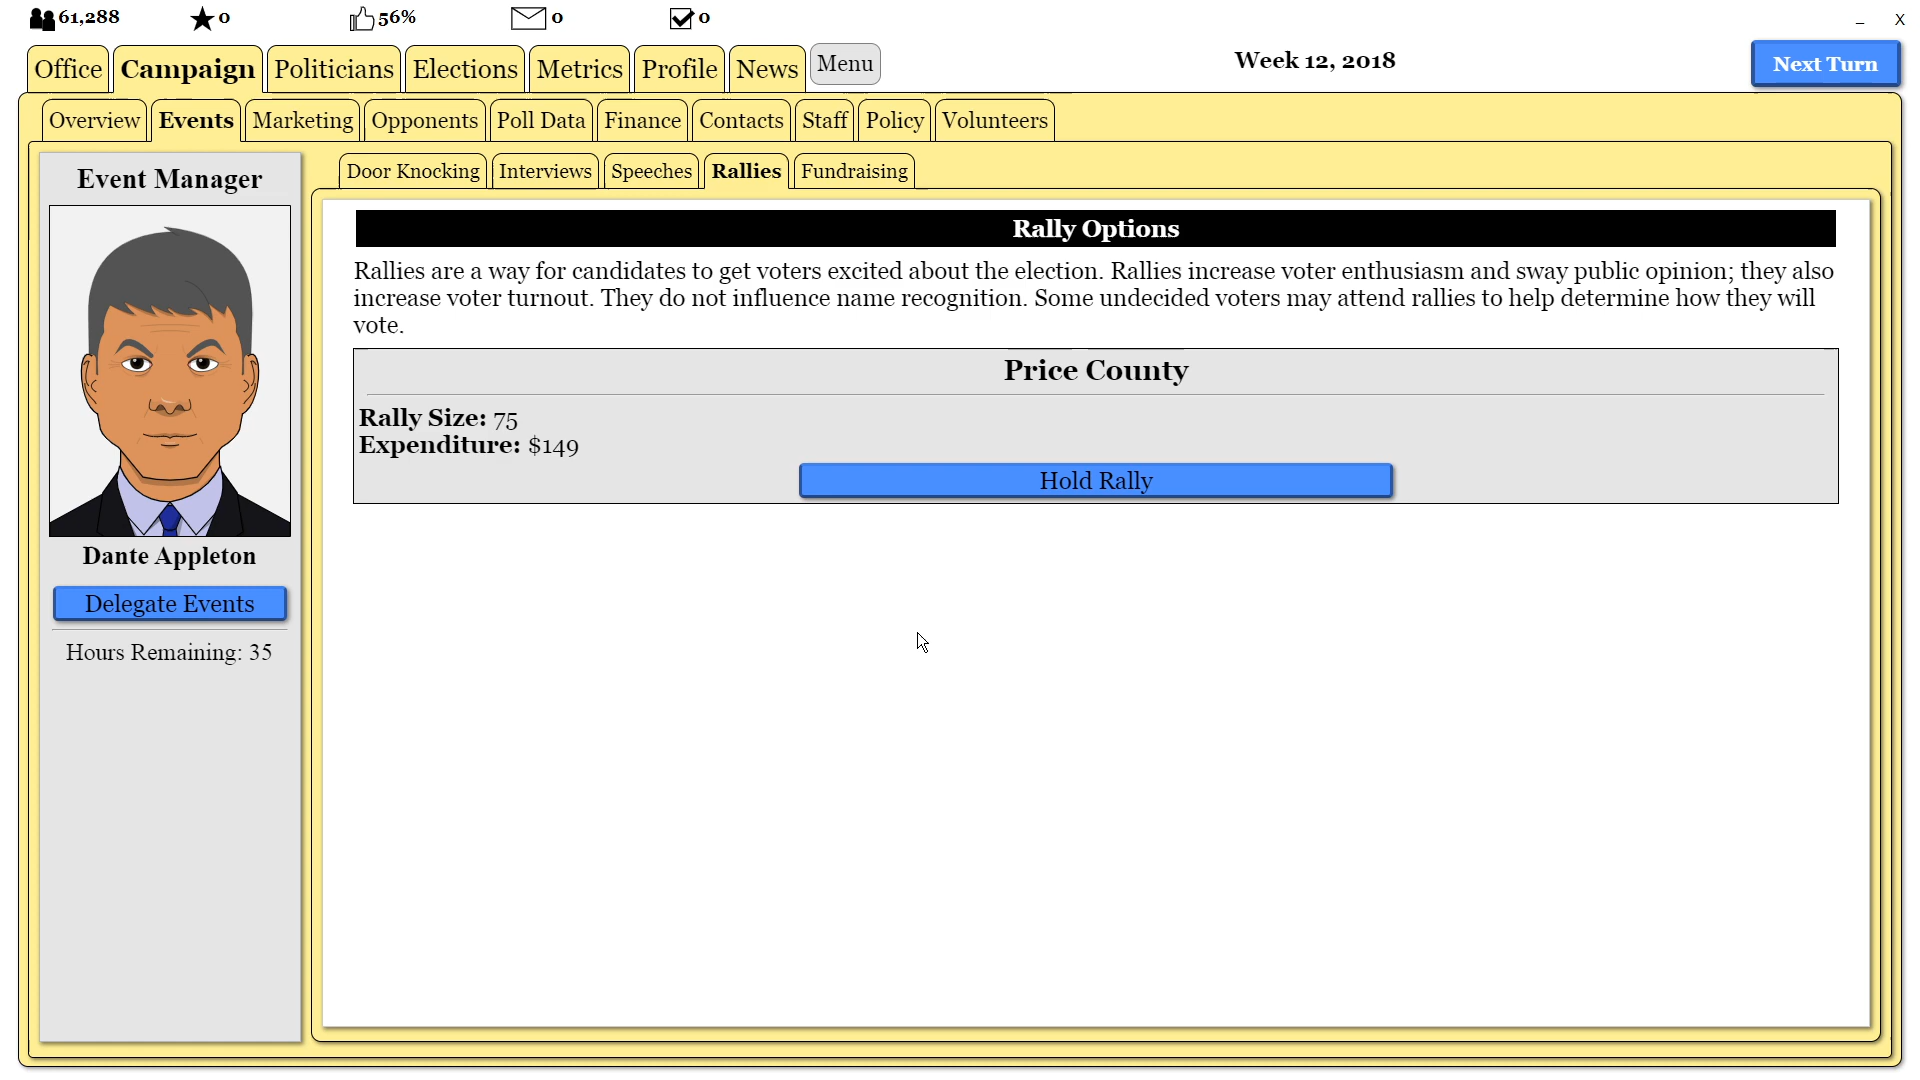 61,288 0 56% 0 0
_ X
Office Campaign Politicians Elections Metrics Profile News Menu
Week 12, 2018
Next Turn
Overview Events Marketing Opponents Poll Data Finance Contacts Staff Policy Volunteers
Event Manager
Dante Appleton
Delegate Events
Hours Remaining: 35
Door Knocking Interviews Speeches Rallies Fundraising
Rally Options
Rallies are a way for candidates to get voters excited about the election. Rallies increase voter enthusiasm and sway public opinion; they also
increase voter turnout. They do not influence name recognition. Some undecided voters may attend rallies to help determine how they will
vote.
Price County
Rally Size: 75
Expenditure: $149
Hold Rally